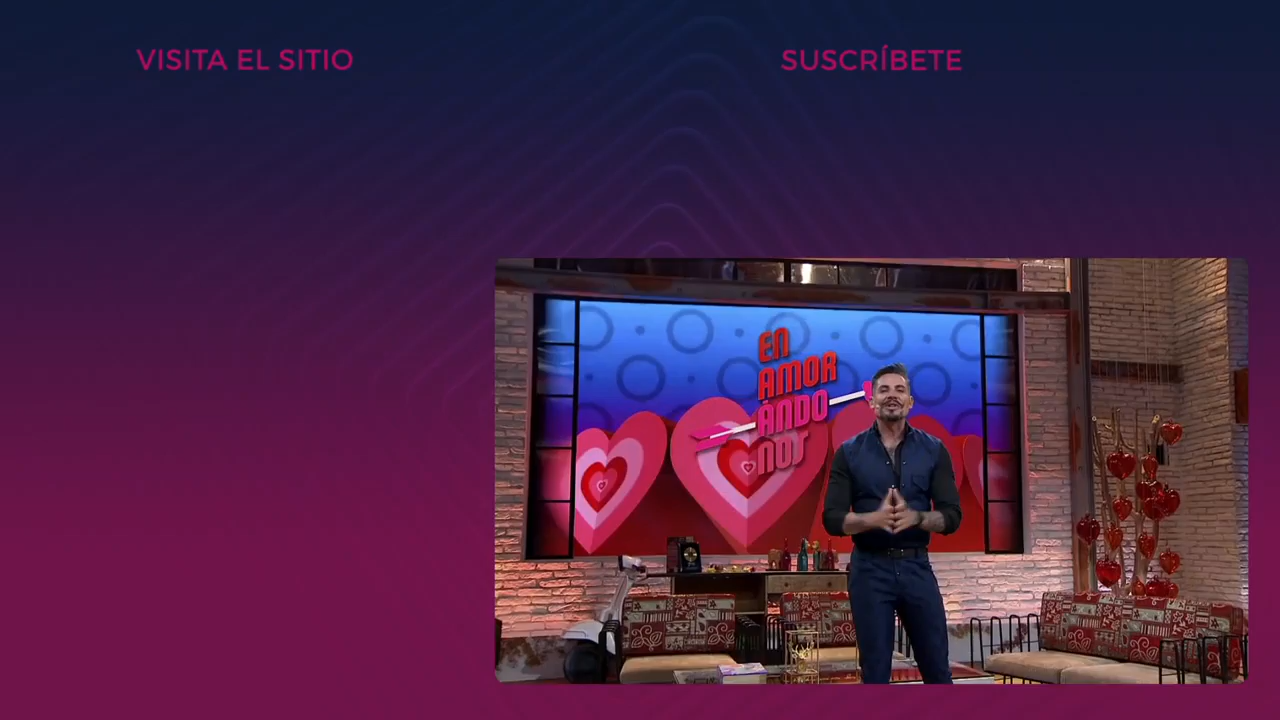 VISITA EL SITIO
SUSCRÍBETE
EN
AMOR
ÁNDO
NOS